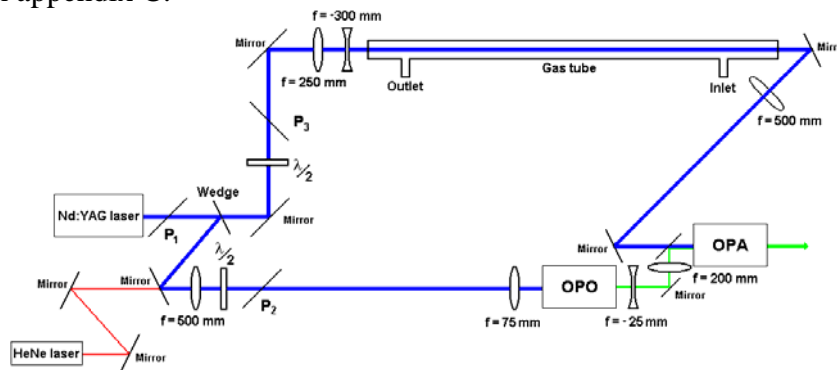 f = -300 mm
Mirror
Mirr
f = 250 mm
Outlet
Gas tube
Inlet
f = 500 mm
P3
λ/2
Wedge
Nd:YAG laser
P1
Mirror
λ/2
Mirror
OPA
Mirror
Mirror
OPO
f = 200 mm
Mirror
f = 500 mm
P2
f = 75 mm
f = - 25 mm
HeNe laser
Mirror